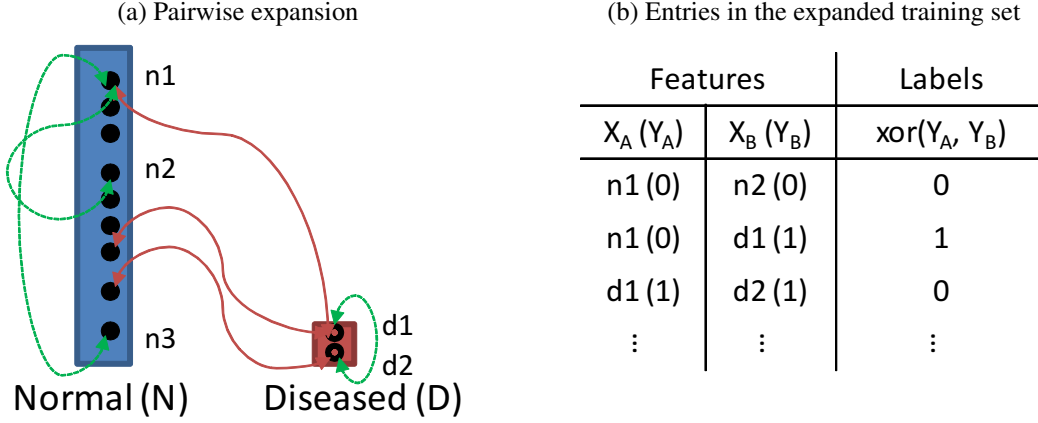 (a) Pairwise expansion
n1
n2
n3
d1
d2
Normal (N)
Diseased (D)
(b) Entries in the expanded training set
Features Labels
X_A (Y_A) X_B (Y_B) xor(Y_A, Y_B)
n1 (0) n2 (0) 0
n1 (0) d1 (1) 1
d1 (1) d2 (1) 0
⋮ ⋮ ⋮